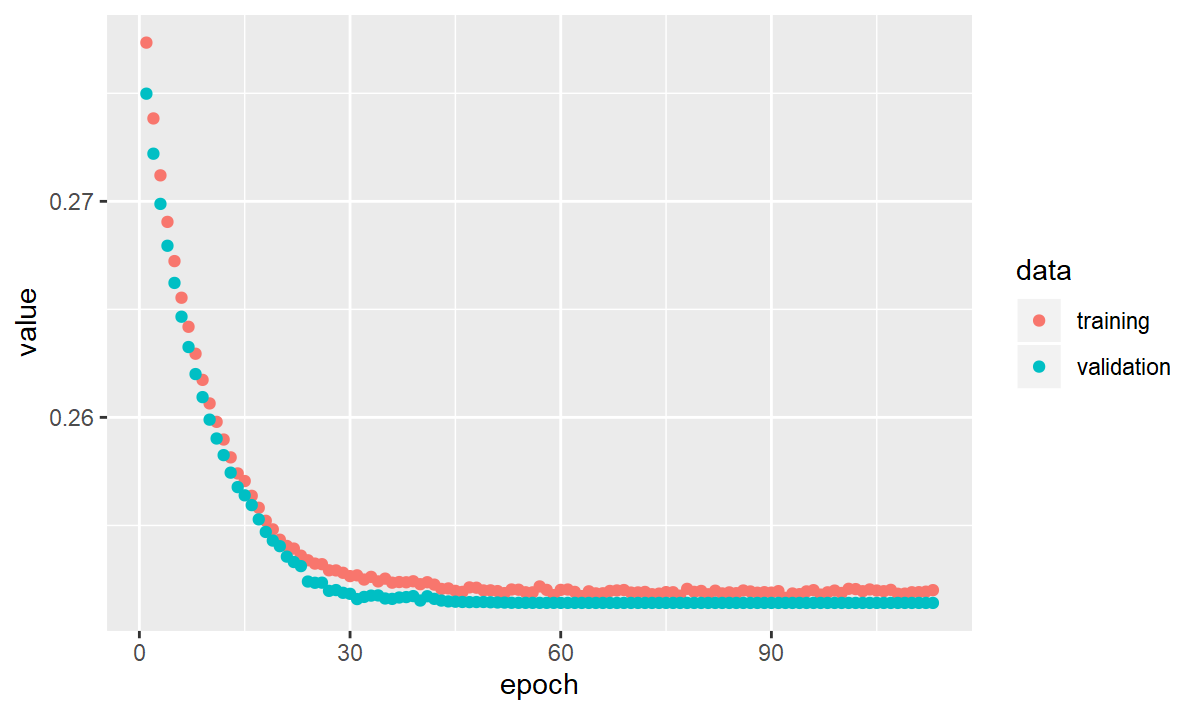 value
0.27
0.26
0
30
60
90
epoch
data
training
validation